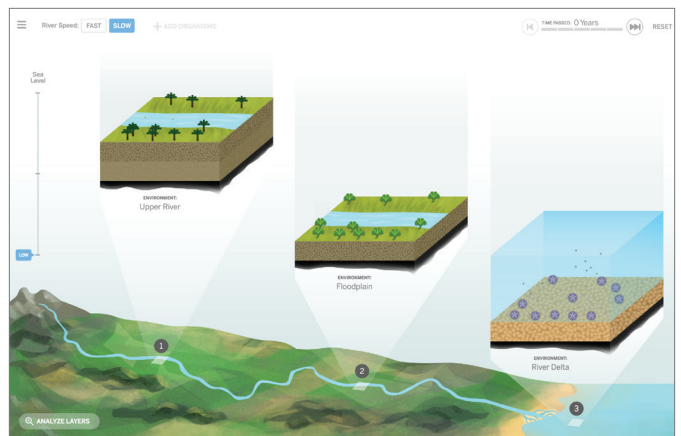 River Speed: FAST SLOW + ADD ORGANISMS TIME PASSED: 0 Years RESET
Sea
Level
ENVIRONMENT:
Upper River
LOW
ENVIRONMENT:
Floodplain
ENVIRONMENT:
River Delta
1
2
3
ANALYZE LAYERS